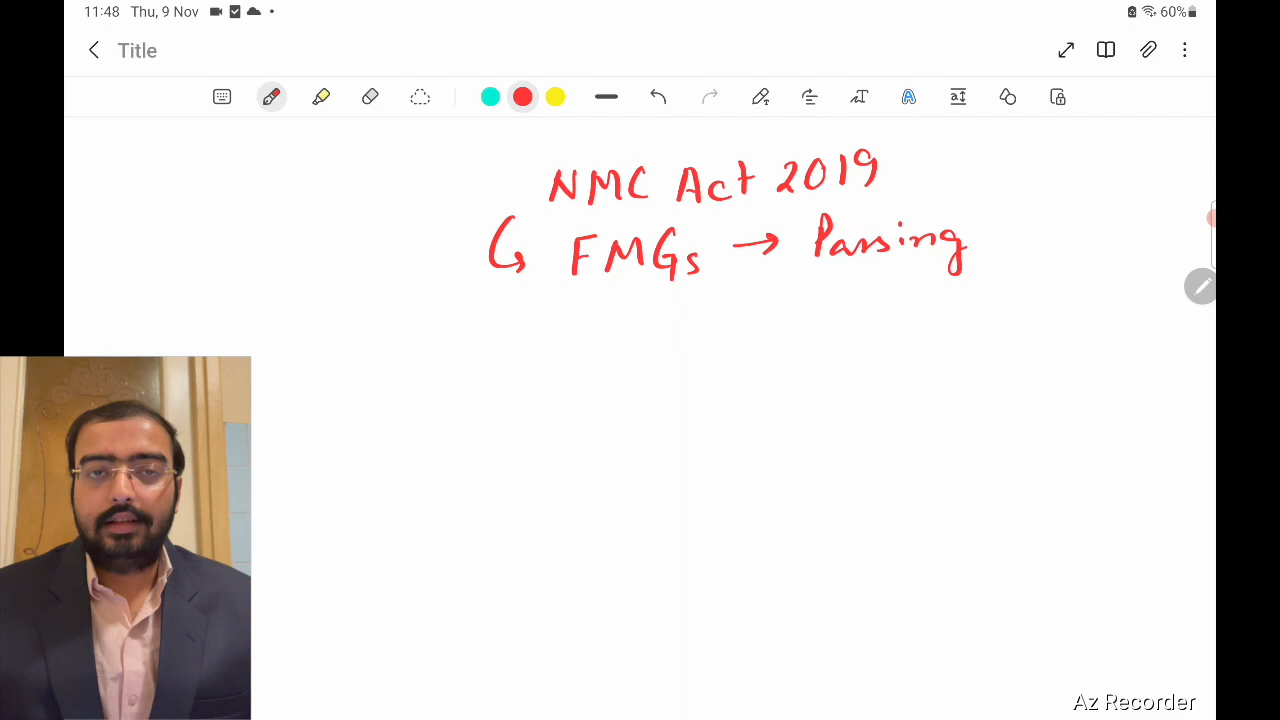 11:48 Thu, 9 Nov 60%
Title
NMC Act 2019
FMGs → Passing
Az Recorder